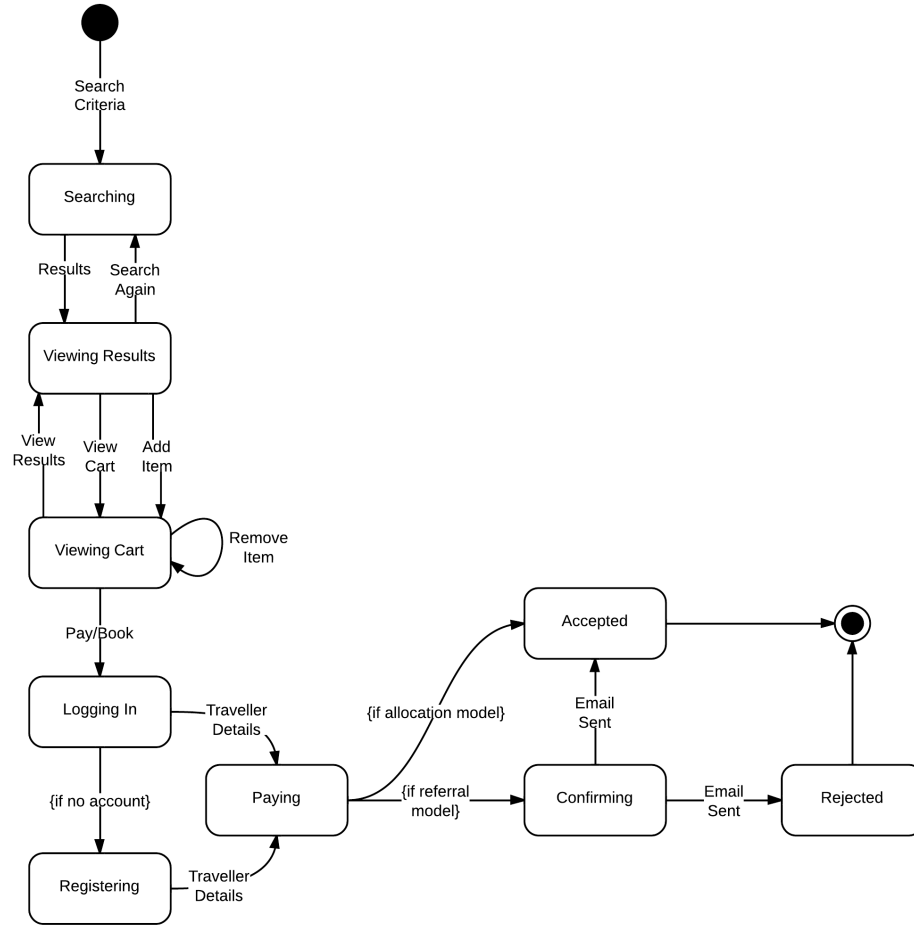 Search
Criteria
Searching
Results
Search
Again
Viewing Results
View
Results
View
Cart
Add
Item
Viewing Cart
Remove
Item
Pay/Book
Logging In
Traveller
Details
{if no account}
Registering
Traveller
Details
Paying
{if allocation model}
{if referral
model}
Accepted
Email
Sent
Confirming
Email
Sent
Rejected